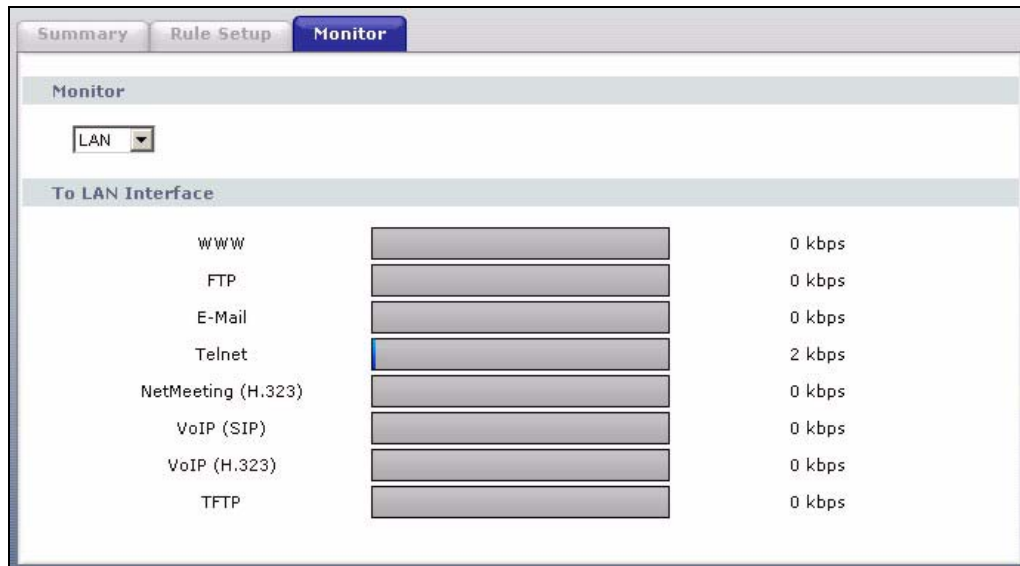 Summary Rule Setup Monitor
Monitor
LAN
To LAN Interface
WWW 0 kbps
FTP 0 kbps
E-Mail 0 kbps
Telnet 2 kbps
NetMeeting (H.323) 0 kbps
VoIP (SIP) 0 kbps
VoIP (H.323) 0 kbps
TFTP 0 kbps